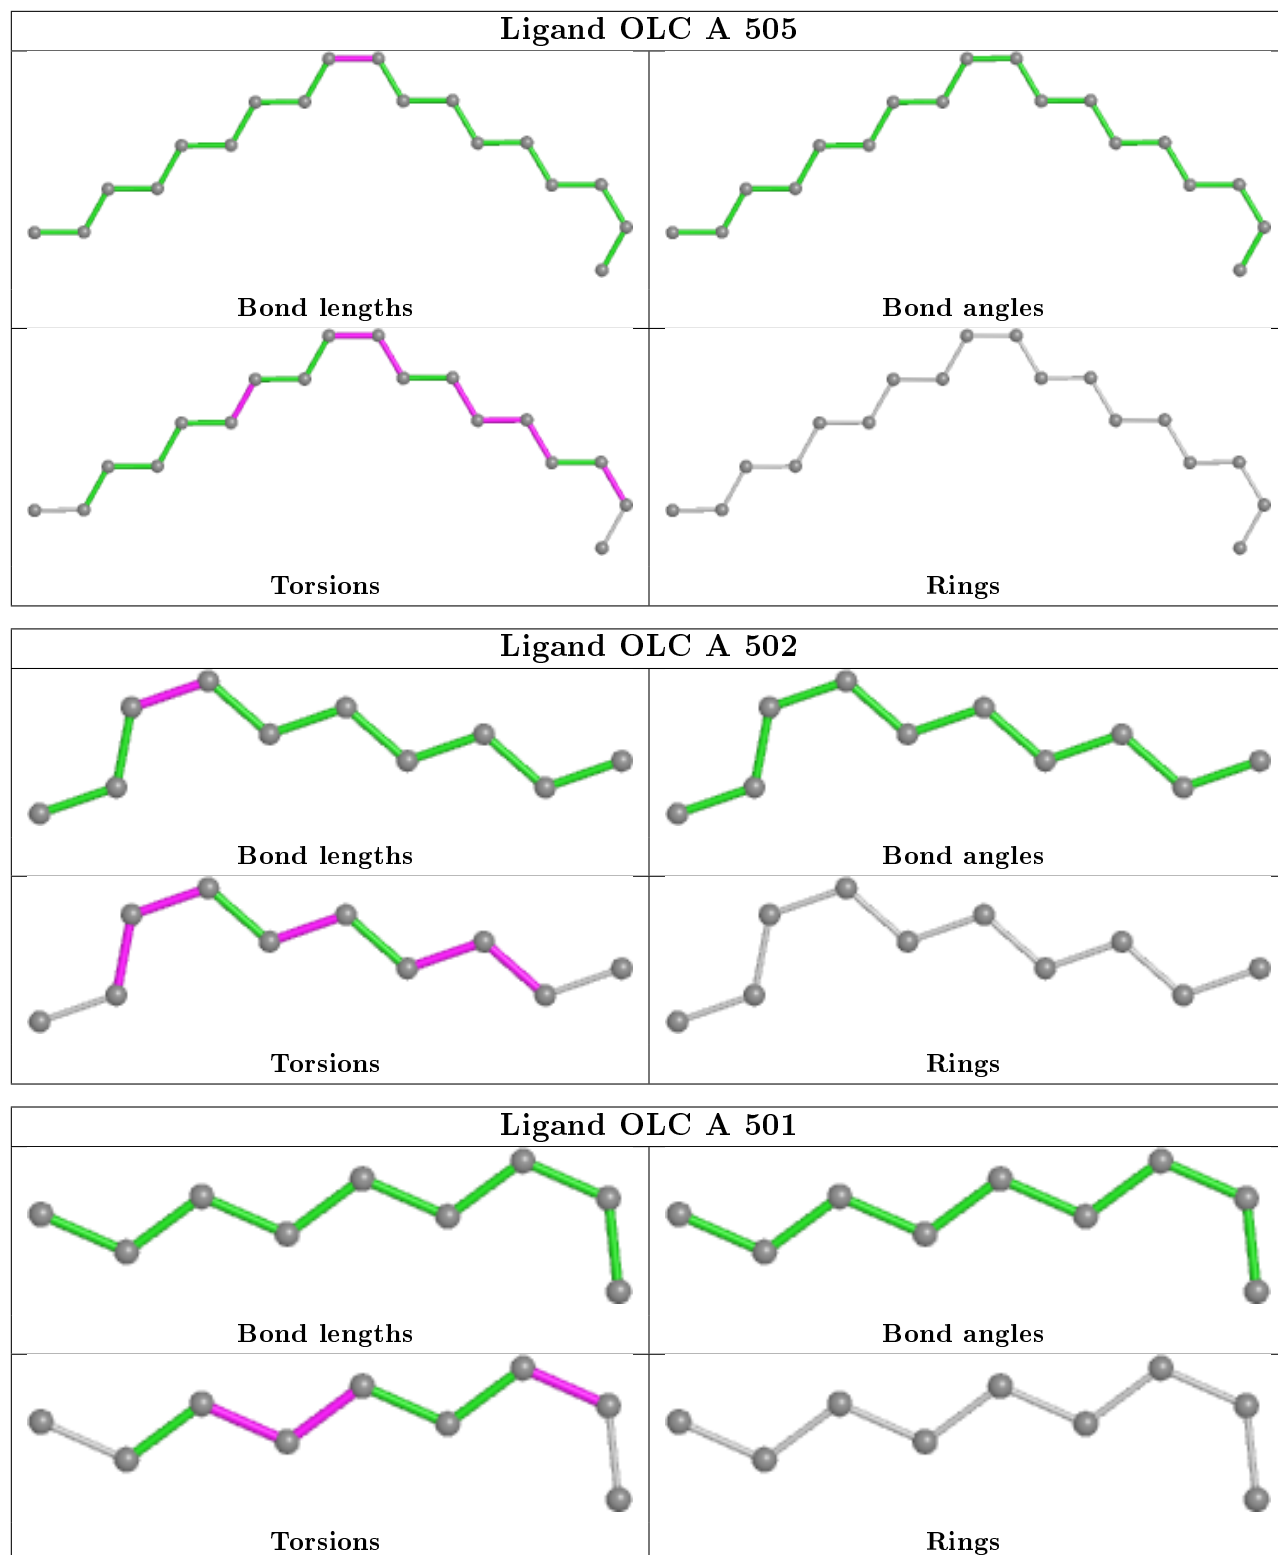 Ligand OLC A 505
Bond lengths
Bond angles
Torsions
Rings
Ligand OLC A 502
Bond lengths
Bond angles
Torsions
Rings
Ligand OLC A 501
Bond lengths
Bond angles
Torsions
Rings